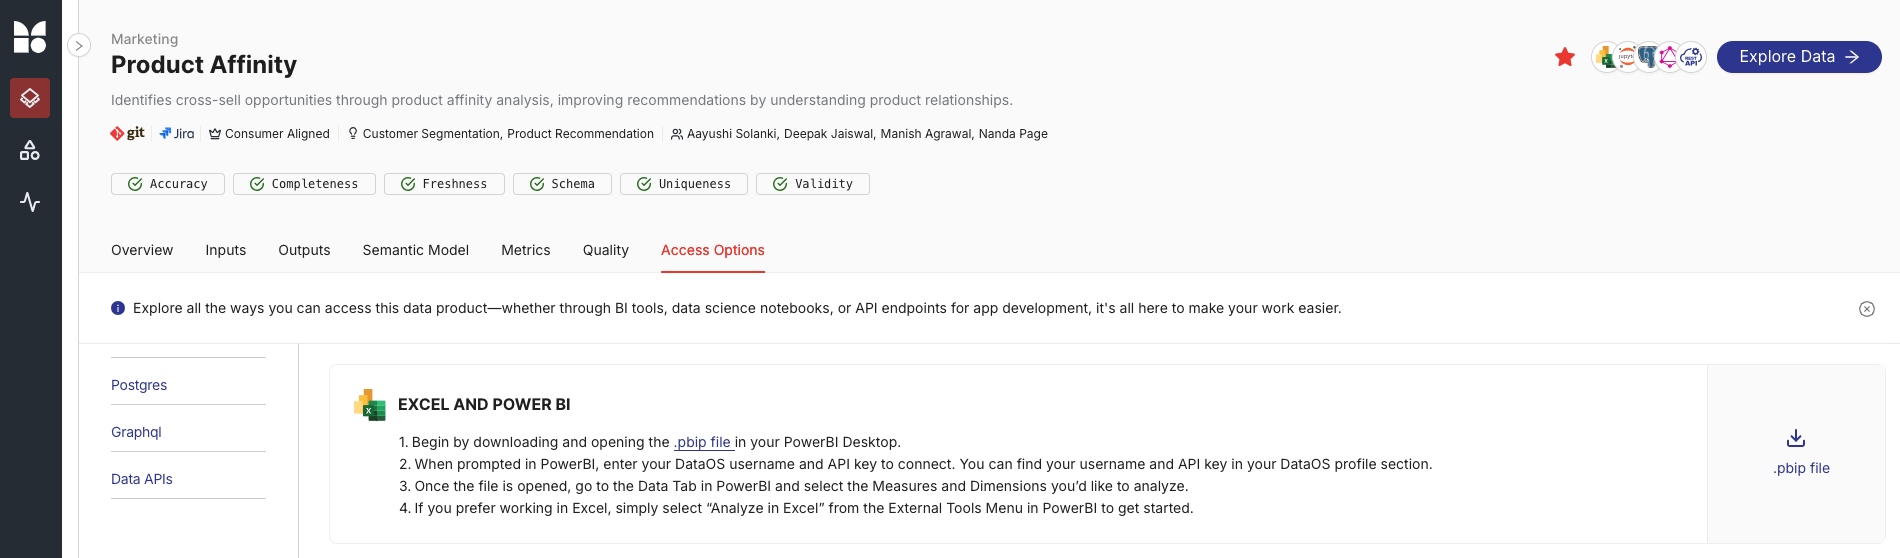 Marketing
Product Affinity
Explore Data
Identifies cross-sell opportunities through product affinity analysis, improving recommendations by understanding product relationships.
git Jira Consumer Aligned Customer Segmentation, Product Recommendation Aayushi Solanki, Deepak Jaiswal, Manish Agrawal, Nanda Page
Accuracy Completeness Freshness Schema Uniqueness Validity
Overview Inputs Outputs Semantic Model Metrics Quality Access Options
Explore all the ways you can access this data product—whether through BI tools, data science notebooks, or API endpoints for app development, it's all here to make your work easier.
Postgres
Graphql
Data APIs
EXCEL AND POWER BI
1. Begin by downloading and opening the .pbip file in your PowerBI Desktop.
2. When prompted in PowerBI, enter your DataOS username and API key to connect. You can find your username and API key in your DataOS profile section.
3. Once the file is opened, go to the Data Tab in PowerBI and select the Measures and Dimensions you’d like to analyze.
4. If you prefer working in Excel, simply select “Analyze in Excel” from the External Tools Menu in PowerBI to get started.
.pbip file